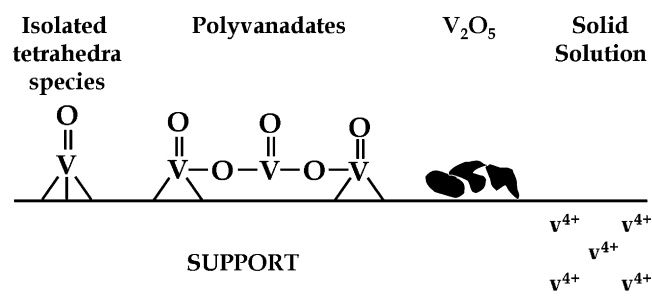 Isolated
tetrahedra
species
Polyvanadates
V₂O₅
Solid
Solution
O
V
O O O
V—O—V—O—V
SUPPORT
v⁴⁺ v⁴⁺
v⁴⁺
v⁴⁺ v⁴⁺